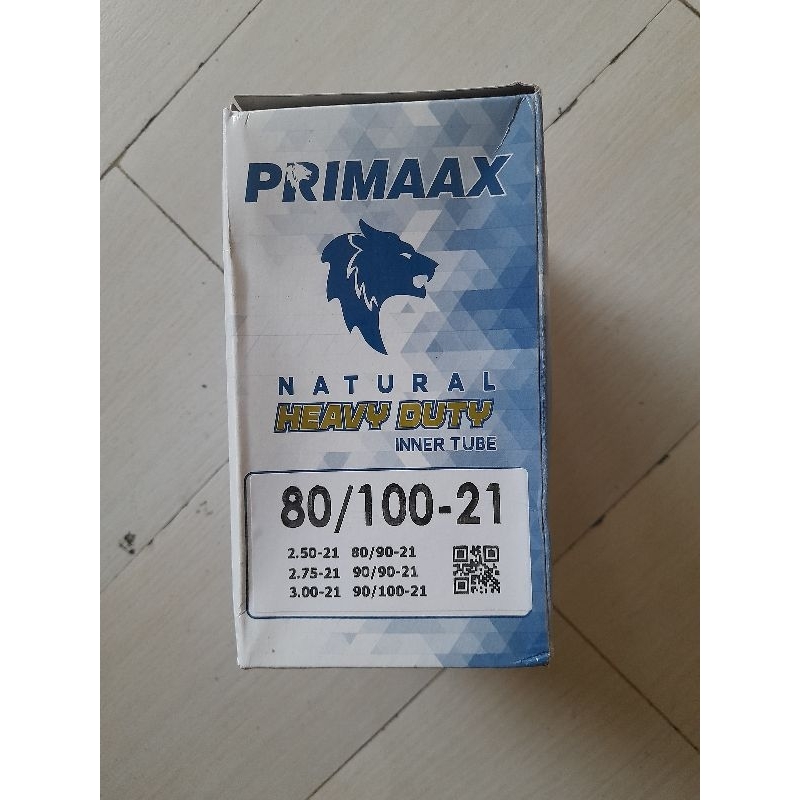 PRIMAAX
NATURAL
HEAVY DUTY
INNER TUBE
80/100-21
2.50-21 80/90-21
2.75-21 90/90-21
3.00-21 90/100-21